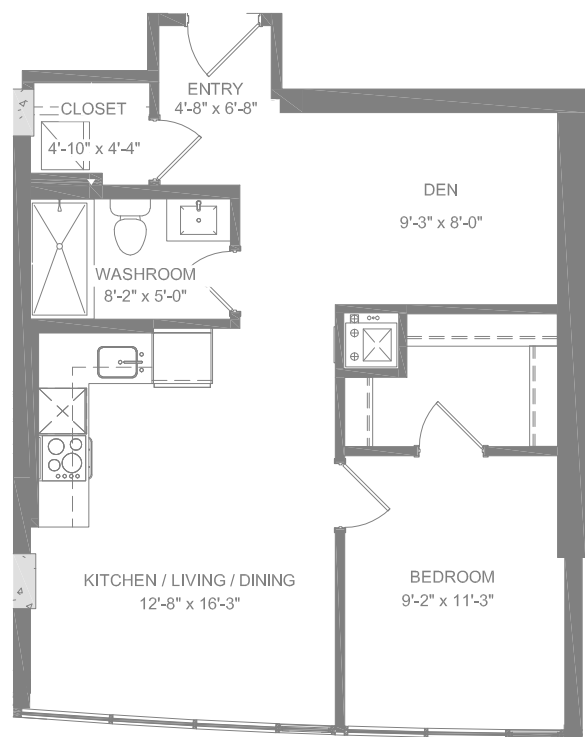 ENTRY
4'-8" x 6'-8"
CLOSET
4'-10" x 4'-4"
DEN
9'-3" x 8'-0"
WASHROOM
8'-2" x 5'-0"
KITCHEN / LIVING / DINING
12'-8" x 16'-3"
BEDROOM
9'-2" x 11'-3"